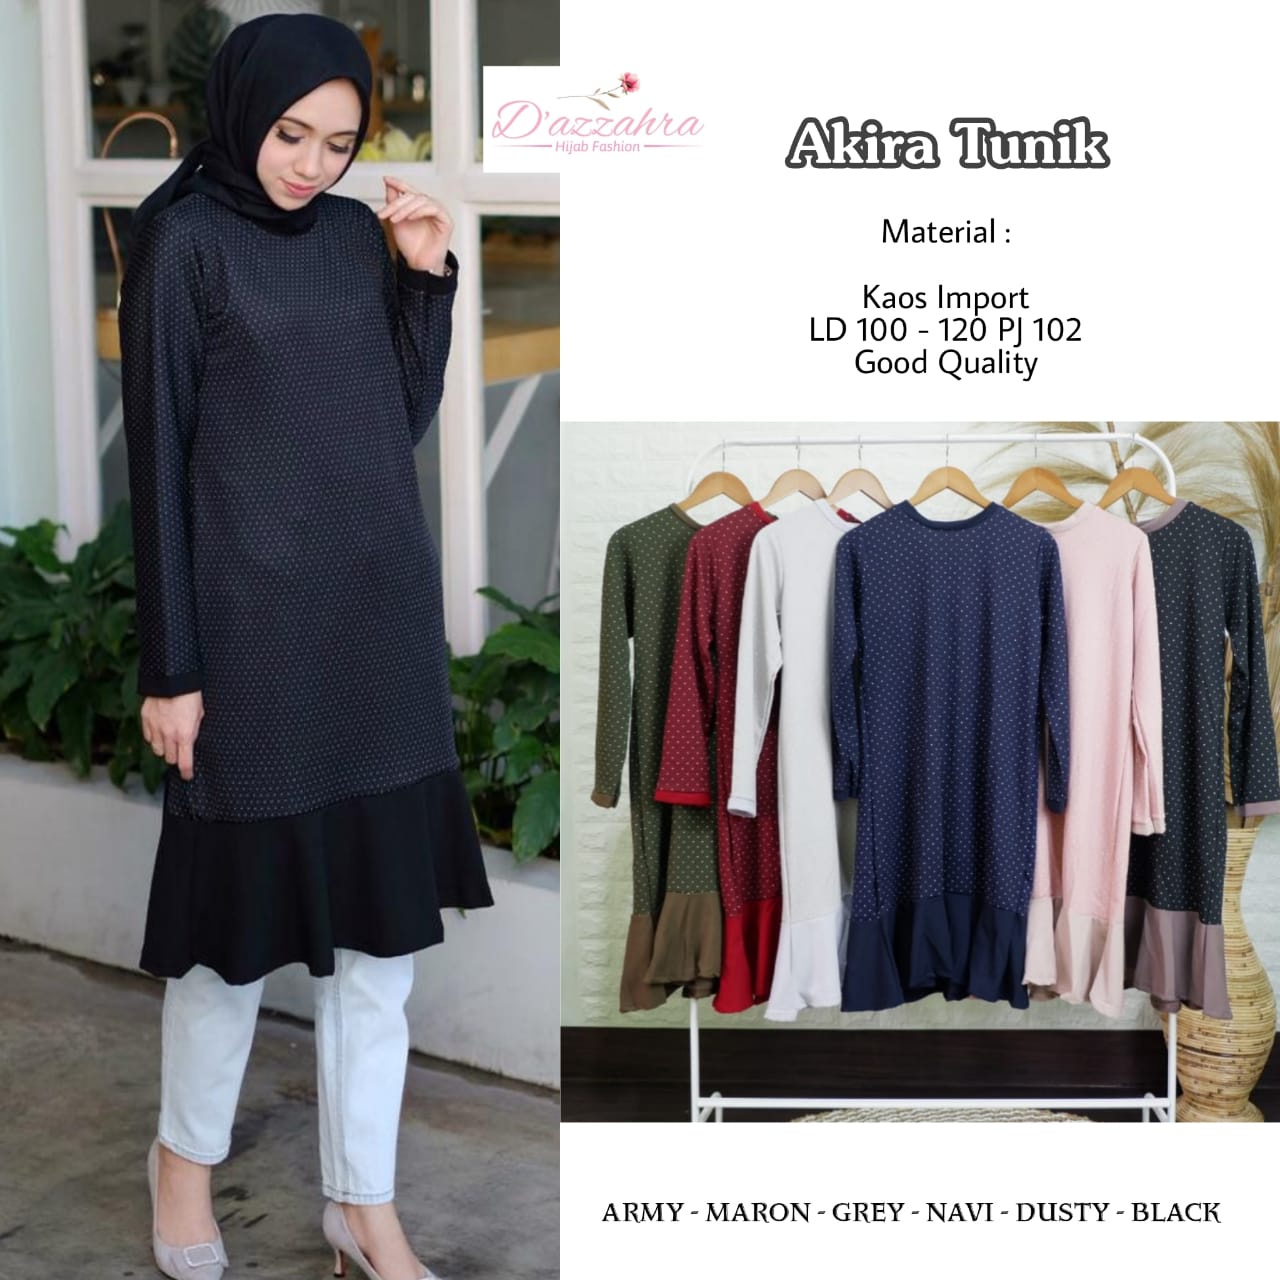 D'azzahra
Hijab Fashion
Akira Tunik
Material :
Kaos Import
LD 100 - 120 PJ 102
Good Quality
ARMY - MARON - GREY - NAVI - DUSTY - BLACK